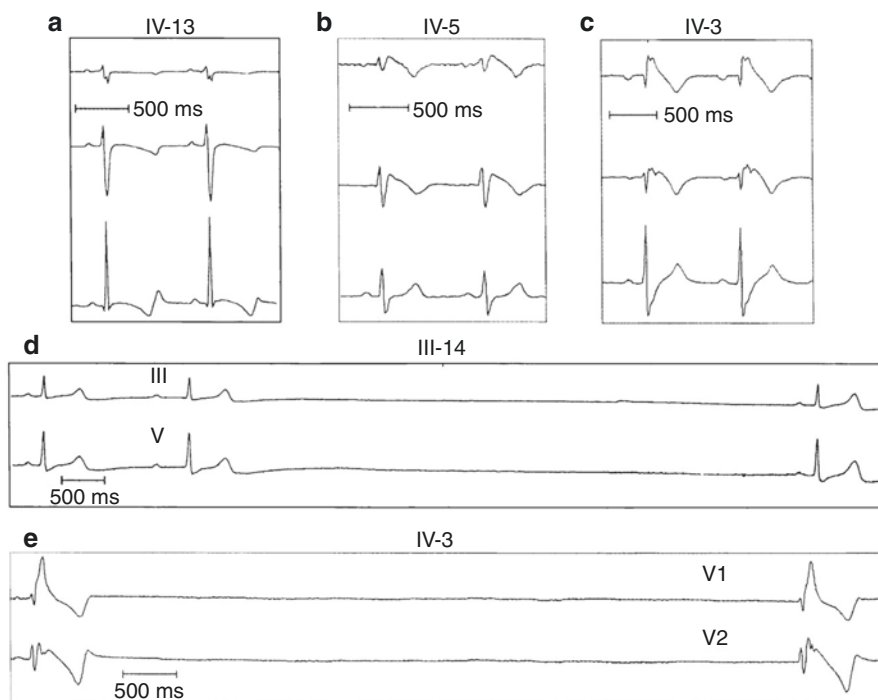 a IV-13
b IV-5
c IV-3
500 ms
500 ms
500 ms
d III-14
III
V
500 ms
e IV-3
V1
V2
500 ms